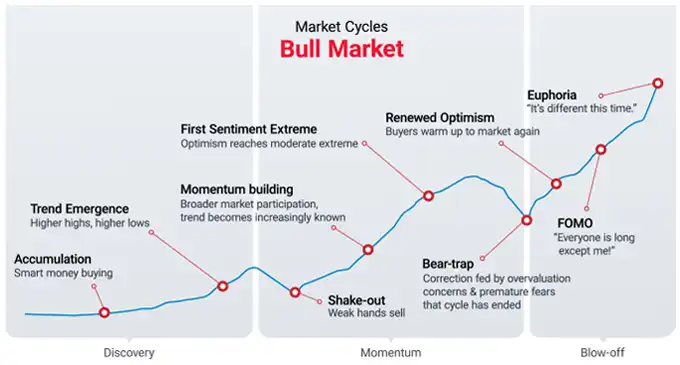 Market Cycles
Bull Market
Euphoria
“It's different this time.”
Renewed Optimism
Buyers warm up to market again
First Sentiment Extreme
Optimism reaches moderate extreme
Momentum building
Broader market participation,
trend becomes increasingly known
Trend Emergence
Higher highs, higher lows
Accumulation
Smart money buying
FOMO
“Everyone is long
except me!”
Bear-trap
Correction fed by overvaluation
concerns & premature fears
that cycle has ended
Shake-out
Weak hands sell
Discovery
Momentum
Blow-off